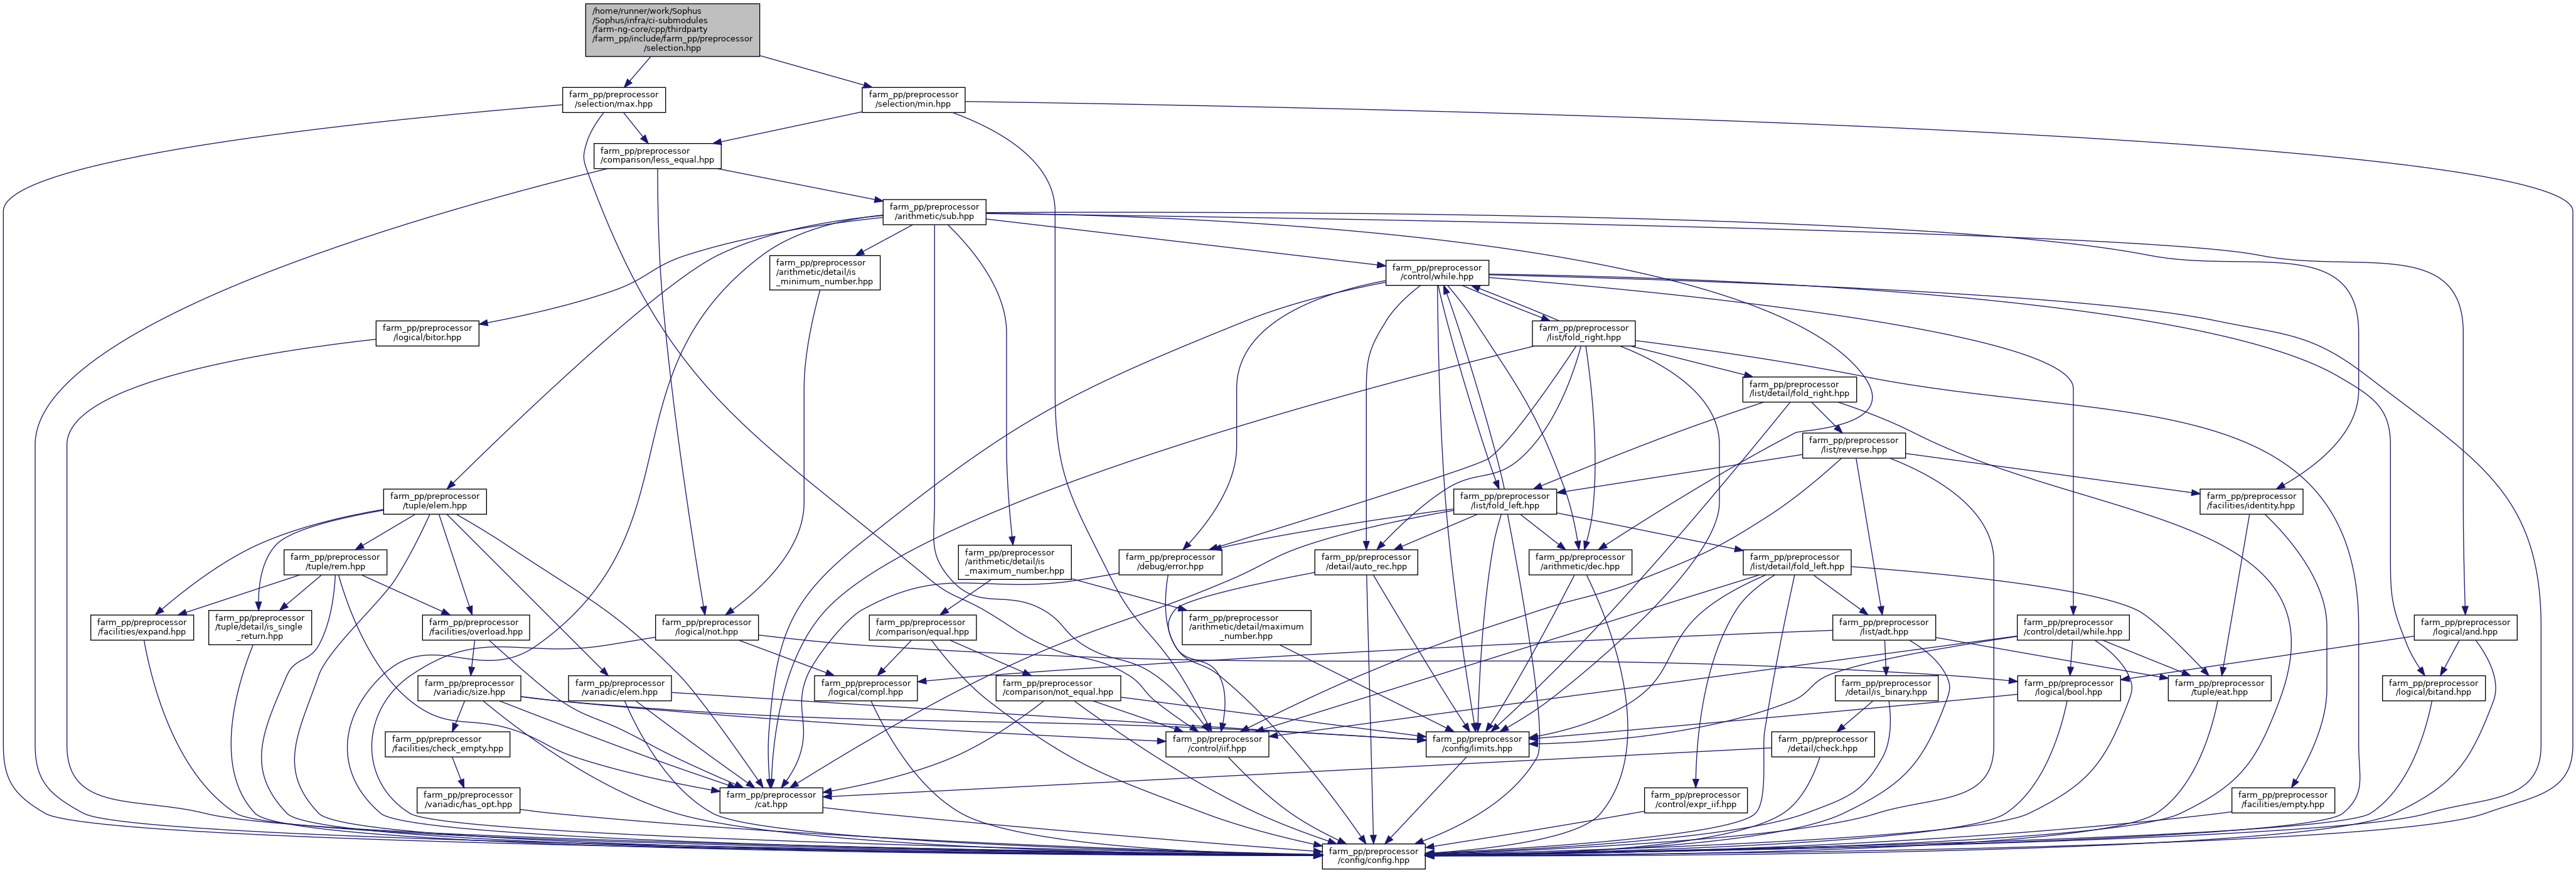 /home/runner/work/Sophus
/Sophus/infra/ci-submodules
/farm-ng-core/cpp/thirdparty
/farm_pp/include/farm_pp/preprocessor
/selection.hpp
farm_pp/preprocessor
/selection/max.hpp
farm_pp/preprocessor
/selection/min.hpp
farm_pp/preprocessor
/comparison/less_equal.hpp
farm_pp/preprocessor
/arithmetic/sub.hpp
farm_pp/preprocessor
/arithmetic/detail/is
_minimum_number.hpp
farm_pp/preprocessor
/control/while.hpp
farm_pp/preprocessor
/logical/bitor.hpp
farm_pp/preprocessor
/list/fold_right.hpp
farm_pp/preprocessor
/list/detail/fold_right.hpp
farm_pp/preprocessor
/list/reverse.hpp
farm_pp/preprocessor
/tuple/elem.hpp
farm_pp/preprocessor
/list/fold_left.hpp
farm_pp/preprocessor
/facilities/identity.hpp
farm_pp/preprocessor
/tuple/rem.hpp
farm_pp/preprocessor
/arithmetic/detail/is
_maximum_number.hpp
farm_pp/preprocessor
/debug/error.hpp
farm_pp/preprocessor
/detail/auto_rec.hpp
farm_pp/preprocessor
/arithmetic/dec.hpp
farm_pp/preprocessor
/list/detail/fold_left.hpp
farm_pp/preprocessor
/facilities/expand.hpp
farm_pp/preprocessor
/tuple/detail/is_single
_return.hpp
farm_pp/preprocessor
/facilities/overload.hpp
farm_pp/preprocessor
/logical/not.hpp
farm_pp/preprocessor
/comparison/equal.hpp
farm_pp/preprocessor
/arithmetic/detail/maximum
_number.hpp
farm_pp/preprocessor
/list/adt.hpp
farm_pp/preprocessor
/control/detail/while.hpp
farm_pp/preprocessor
/logical/and.hpp
farm_pp/preprocessor
/variadic/size.hpp
farm_pp/preprocessor
/variadic/elem.hpp
farm_pp/preprocessor
/logical/compl.hpp
farm_pp/preprocessor
/comparison/not_equal.hpp
farm_pp/preprocessor
/detail/is_binary.hpp
farm_pp/preprocessor
/logical/bool.hpp
farm_pp/preprocessor
/tuple/eat.hpp
farm_pp/preprocessor
/logical/bitand.hpp
farm_pp/preprocessor
/facilities/check_empty.hpp
farm_pp/preprocessor
/control/iif.hpp
farm_pp/preprocessor
/config/limits.hpp
farm_pp/preprocessor
/detail/check.hpp
farm_pp/preprocessor
/variadic/has_opt.hpp
farm_pp/preprocessor
/cat.hpp
farm_pp/preprocessor
/control/expr_iif.hpp
farm_pp/preprocessor
/facilities/empty.hpp
farm_pp/preprocessor
/config/config.hpp